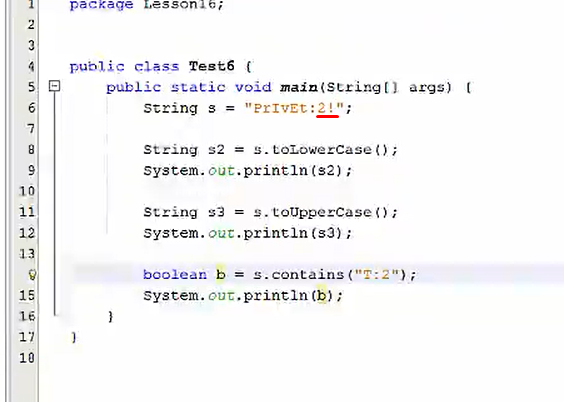 1 package Lesson16;
2
3
4 public class Test6 {
5 public static void main(String[] args) {
6 String s = "PrIvEt:2!";
7
8 String s2 = s.toLowerCase();
9 System.out.println(s2);
10
11 String s3 = s.toUpperCase();
12 System.out.println(s3);
13
boolean b = s.contains("T:2");
15 System.out.println(b);
16 }
17 }
18